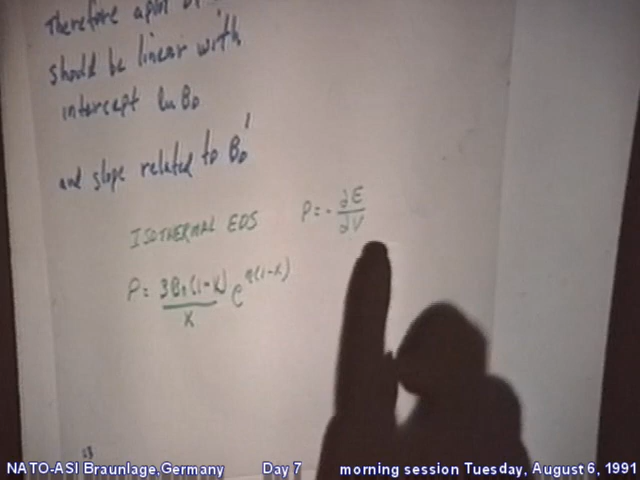 Therefore a plot of
should be linear with
intercept ln B₀
and slope related to B₀'
ISOTHERMAL EOS P = - ∂E/∂V
P = 3B₀(1-X)/X e^η(1-X)
NATO-ASI Braunlage,Germany Day 7 morning session Tuesday, August 6, 1991